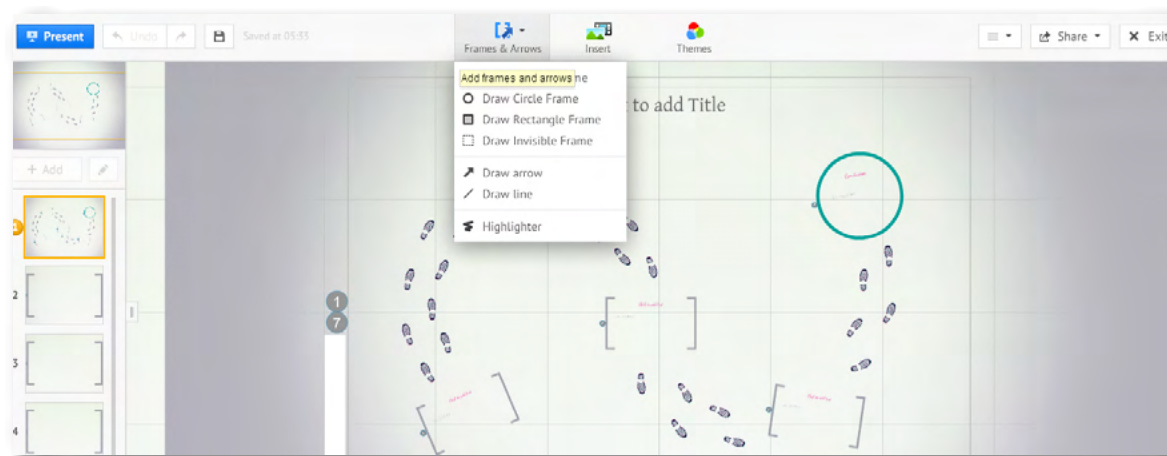 Present
Undo
Saved at 05:35
Frames & Arrows
Insert
Themes
Share
Exit
Add frames and arrows ne
Draw Circle Frame
Draw Rectangle Frame
Draw Invisible Frame
Draw arrow
Draw line
Highlighter
to add Title
+ Add
1
7
2
3
4